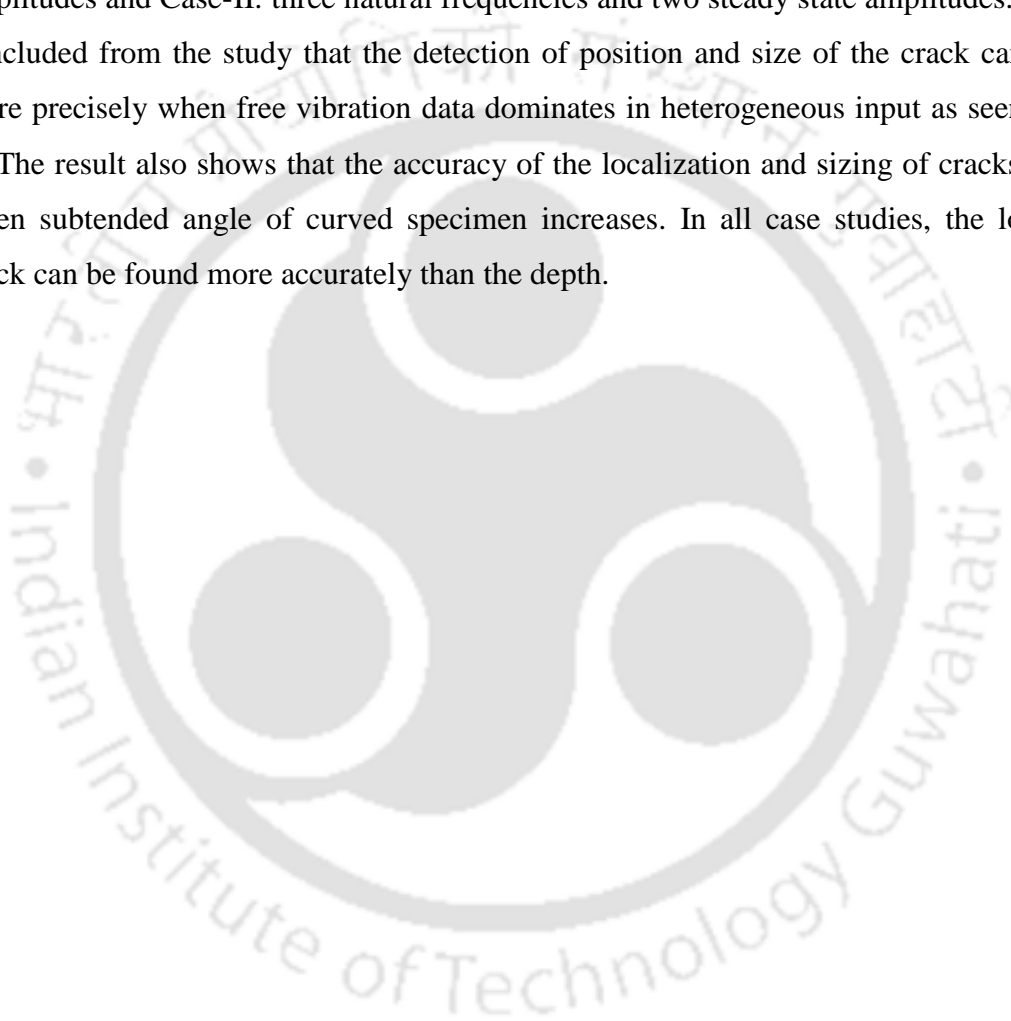 plitudes and Case-II: three natural frequencies and two steady state amplitudes.
cluded from the study that the detection of position and size of the crack ca
re precisely when free vibration data dominates in heterogeneous input as see
The result also shows that the accuracy of the localization and sizing of cracks
en subtended angle of curved specimen increases. In all case studies, the lo
ck can be found more accurately than the depth.
Indian Institute of Technology Guwahati